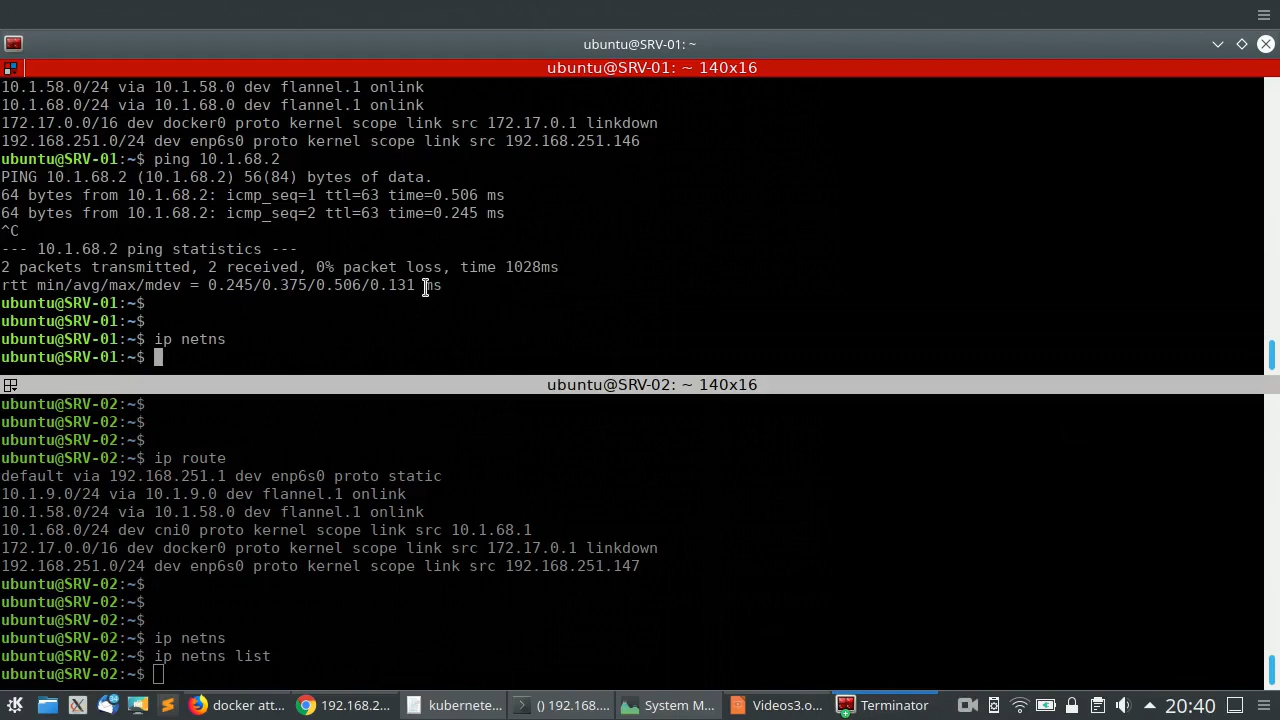 ubuntu@SRV-01: ~
ubuntu@SRV-01: ~ 140x16
10.1.58.0/24 via 10.1.58.0 dev flannel.1 onlink
10.1.68.0/24 via 10.1.68.0 dev flannel.1 onlink
172.17.0.0/16 dev docker0 proto kernel scope link src 172.17.0.1 linkdown
192.168.251.0/24 dev enp6s0 proto kernel scope link src 192.168.251.146
ubuntu@SRV-01:~$ ping 10.1.68.2
PING 10.1.68.2 (10.1.68.2) 56(84) bytes of data.
64 bytes from 10.1.68.2: icmp_seq=1 ttl=63 time=0.506 ms
64 bytes from 10.1.68.2: icmp_seq=2 ttl=63 time=0.245 ms
^C
--- 10.1.68.2 ping statistics ---
2 packets transmitted, 2 received, 0% packet loss, time 1028ms
rtt min/avg/max/mdev = 0.245/0.375/0.506/0.131 ms
ubuntu@SRV-01:~$
ubuntu@SRV-01:~$
ubuntu@SRV-01:~$ ip netns
ubuntu@SRV-01:~$
ubuntu@SRV-02: ~ 140x16
ubuntu@SRV-02:~$
ubuntu@SRV-02:~$
ubuntu@SRV-02:~$
ubuntu@SRV-02:~$ ip route
default via 192.168.251.1 dev enp6s0 proto static
10.1.9.0/24 via 10.1.9.0 dev flannel.1 onlink
10.1.58.0/24 via 10.1.58.0 dev flannel.1 onlink
10.1.68.0/24 dev cni0 proto kernel scope link src 10.1.68.1
172.17.0.0/16 dev docker0 proto kernel scope link src 172.17.0.1 linkdown
192.168.251.0/24 dev enp6s0 proto kernel scope link src 192.168.251.147
ubuntu@SRV-02:~$
ubuntu@SRV-02:~$
ubuntu@SRV-02:~$
ubuntu@SRV-02:~$ ip netns
ubuntu@SRV-02:~$ ip netns list
ubuntu@SRV-02:~$
docker att... 192.168.2... kubernete... () 192.168.... System M... Videos3.o... Terminator 20:40